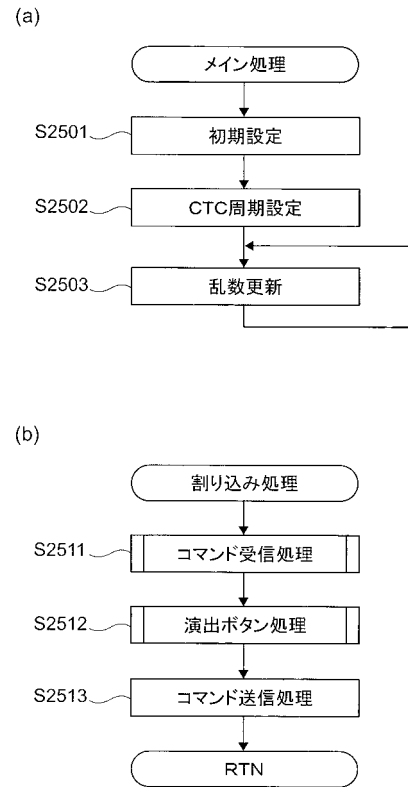 (a)
メイン処理
S2501
初期設定
S2502
CTC周期設定
S2503
乱数更新
(b)
割り込み処理
S2511
コマンド受信処理
S2512
演出ボタン処理
S2513
コマンド送信処理
RTN